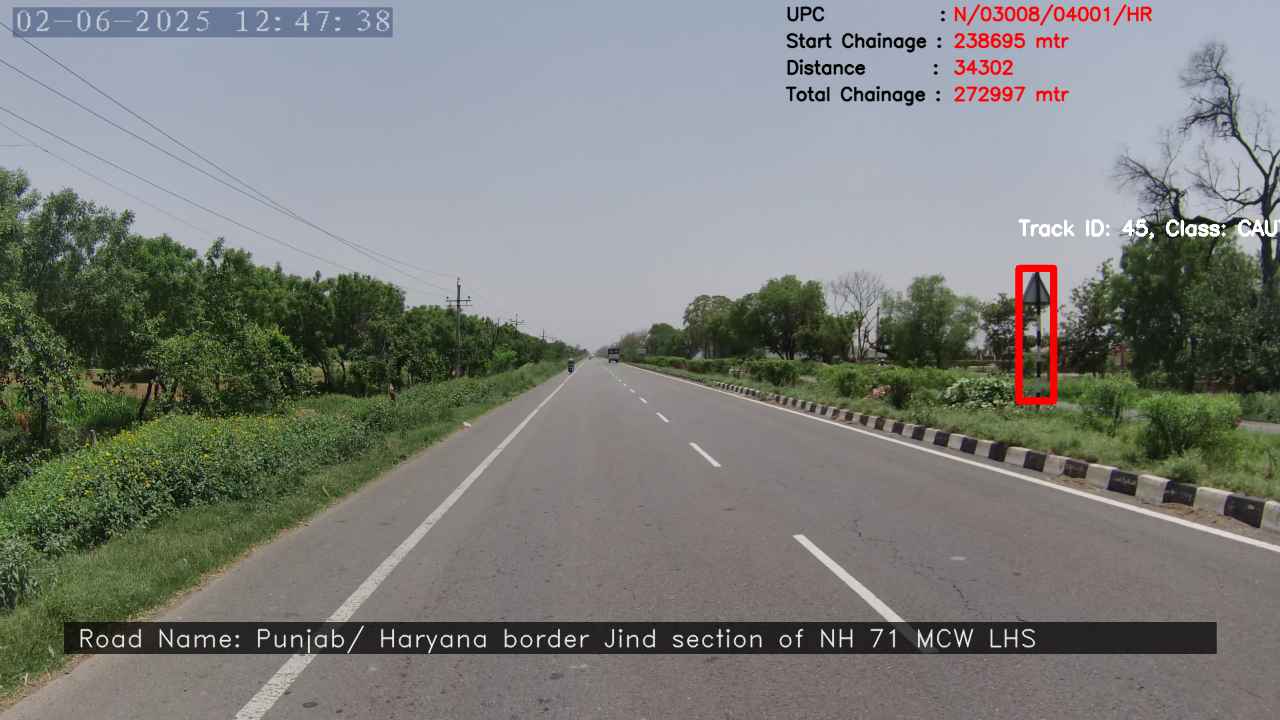 02-06-2025 12:47:38
UPC : N/03008/04001/HR
Start Chainage : 238695 mtr
Distance : 34302
Total Chainage : 272997 mtr
Track ID: 45, Class: CAU
Road Name: Punjab/ Haryana border Jind section of NH 71 MCW LHS